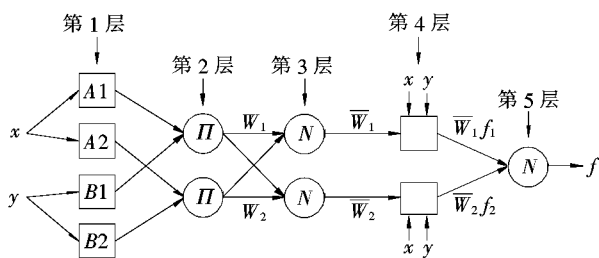 第1层
第2层
第3层
第4层
第5层
x
y
A1
A2
B1
B2
Π
Π
W₁
W₂
N
N
W̅₁
W̅₂
x y
x y
W̅₁f₁
W̅₂f₂
N
f